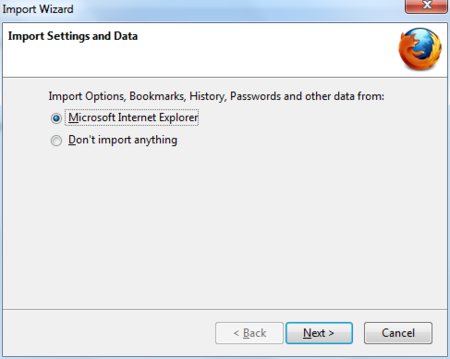 Import Wizard
Import Settings and Data
Import Options, Bookmarks, History, Passwords and other data from:
Microsoft Internet Explorer
Don't import anything
< Back
Next >
Cancel